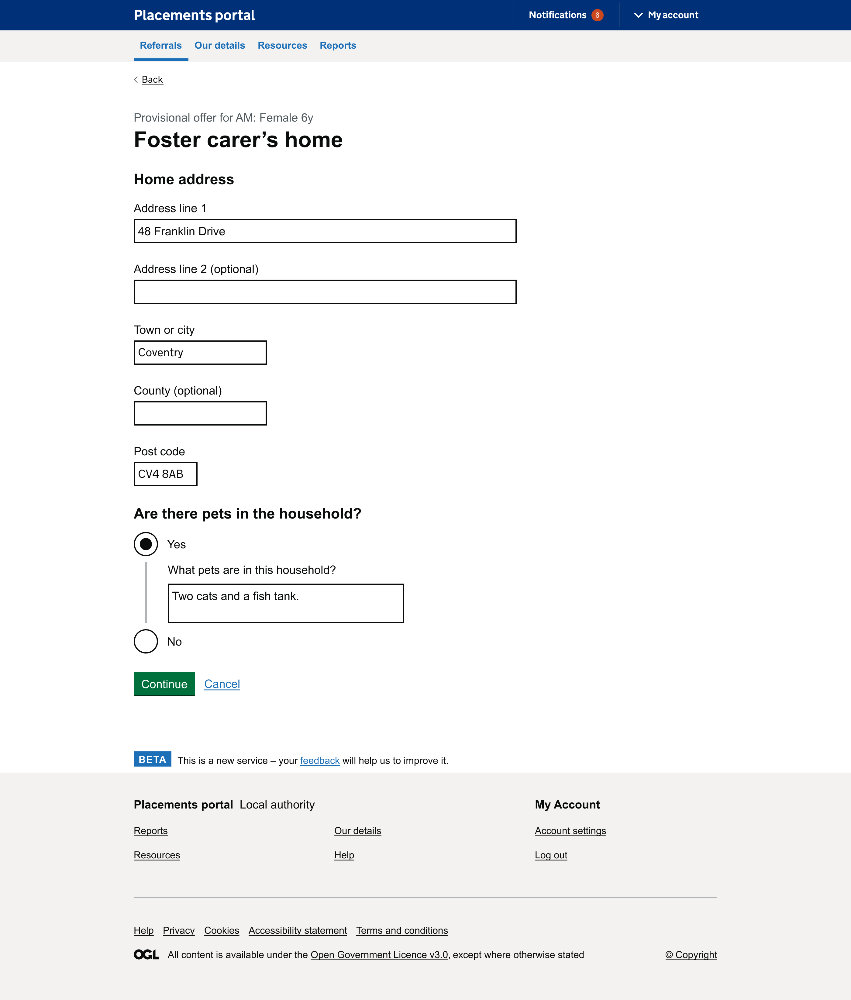 Placements portal
Notifications 6
My account
Referrals Our details Resources Reports
Back
Provisional offer for AM: Female 6y
Foster carer’s home
Home address
Address line 1
48 Franklin Drive
Address line 2 (optional)
Town or city
Coventry
County (optional)
Post code
CV4 8AB
Are there pets in the household?
Yes
What pets are in this household?
Two cats and a fish tank.
No
Continue Cancel
BETA This is a new service – your feedback will help us to improve it.
Placements portal Local authority
My Account
Reports Our details Account settings
Resources Help Log out
Help Privacy Cookies Accessibility statement Terms and conditions
OGL All content is available under the Open Government Licence v3.0, except where otherwise stated
© Copyright